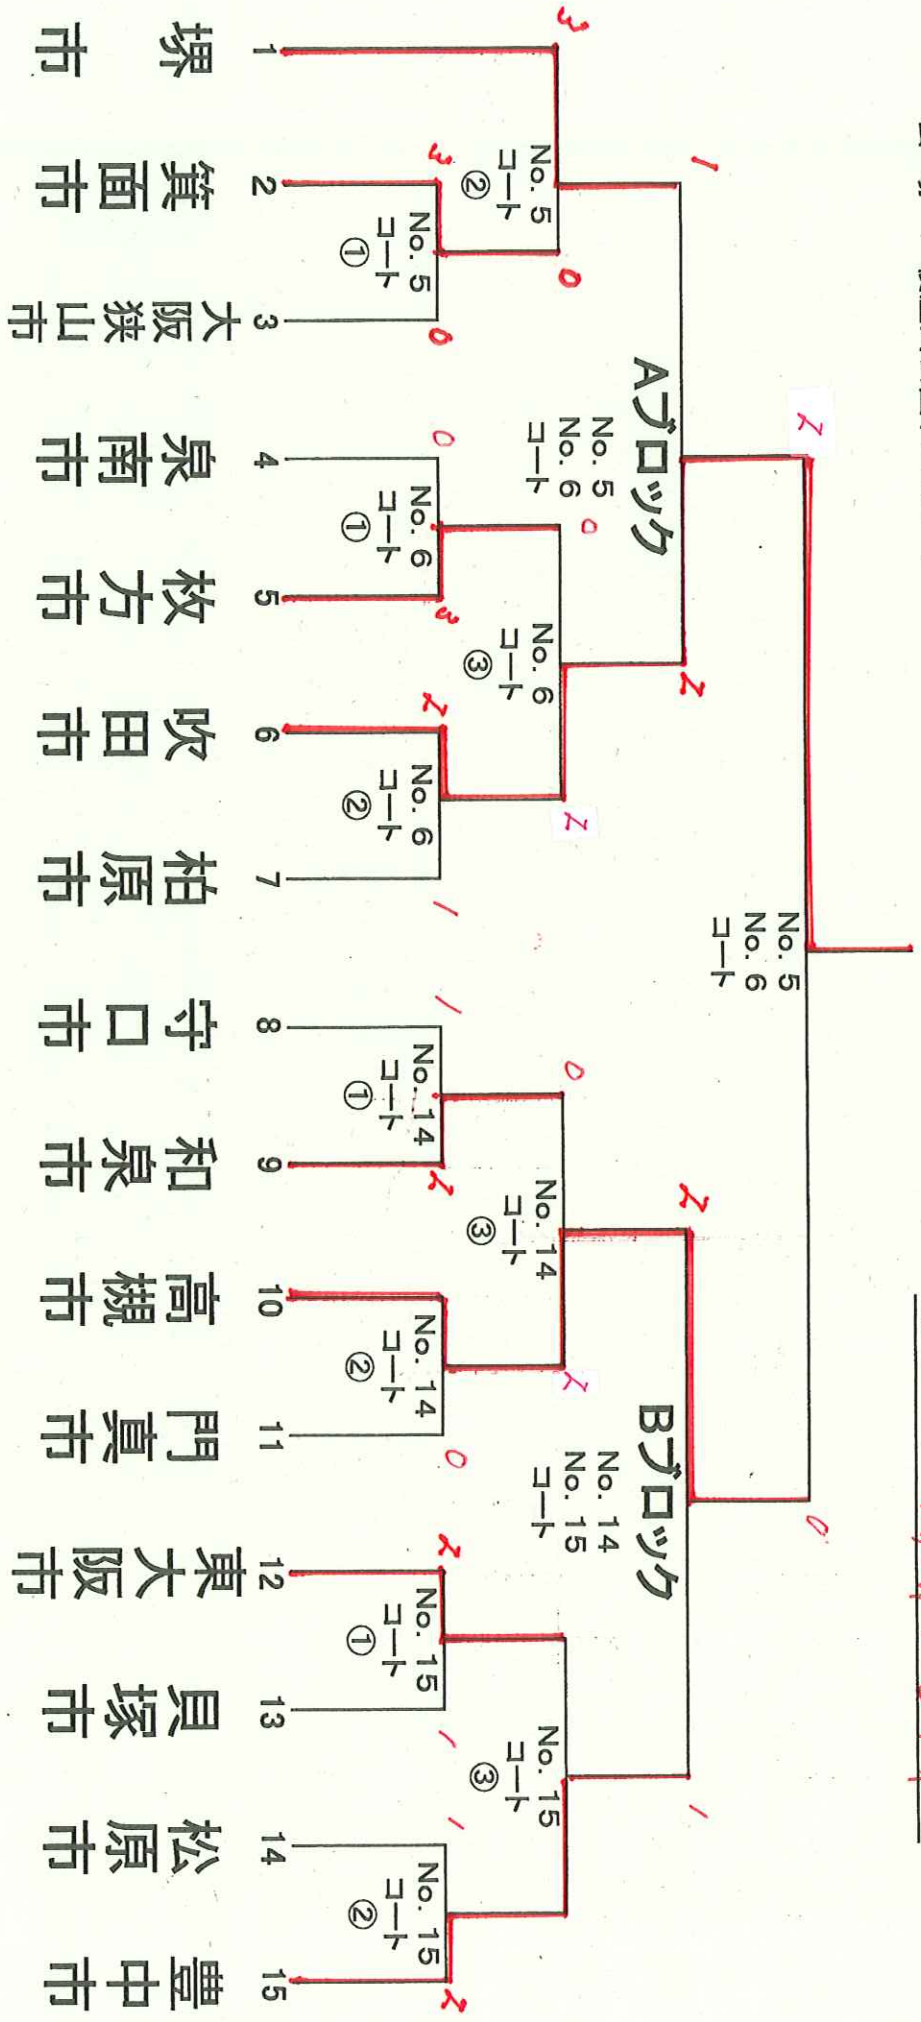 堺市
箕面市
大阪狭山市
泉南市
枚方市
吹田市
柏原市
守口市
和泉市
高槻市
門真市
東大阪市
貝塚市
松原市
豊中市
1
2
3
4
5
6
7
8
9
10
11
12
13
14
15
3
0
0
3
2
1
1
2
0
2
1
1
2
No. 5
コート
①
No. 6
コート
①
No. 6
コート
②
No. 14
コート
①
No. 14
コート
②
No. 15
コート
①
No. 15
コート
②
3
0
0
2
0
2
No. 5
コート
②
No. 6
コート
③
No. 14
コート
③
No. 15
コート
③
1
2
2
1
Aブロック
No. 5
No. 6
コート
Bブロック
No. 14
No. 15
コート
2
0
No. 5
No. 6
コート